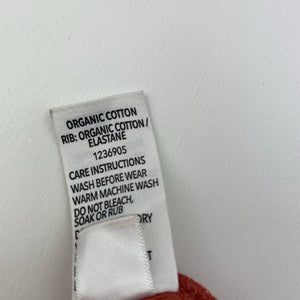 ORGANIC COTTON
RIB: ORGANIC COTTON /
ELASTANE
1236905
CARE INSTRUCTIONS
WASH BEFORE WEAR
WARM MACHINE WASH
DO NOT BLEACH,
SOAK OR RUB